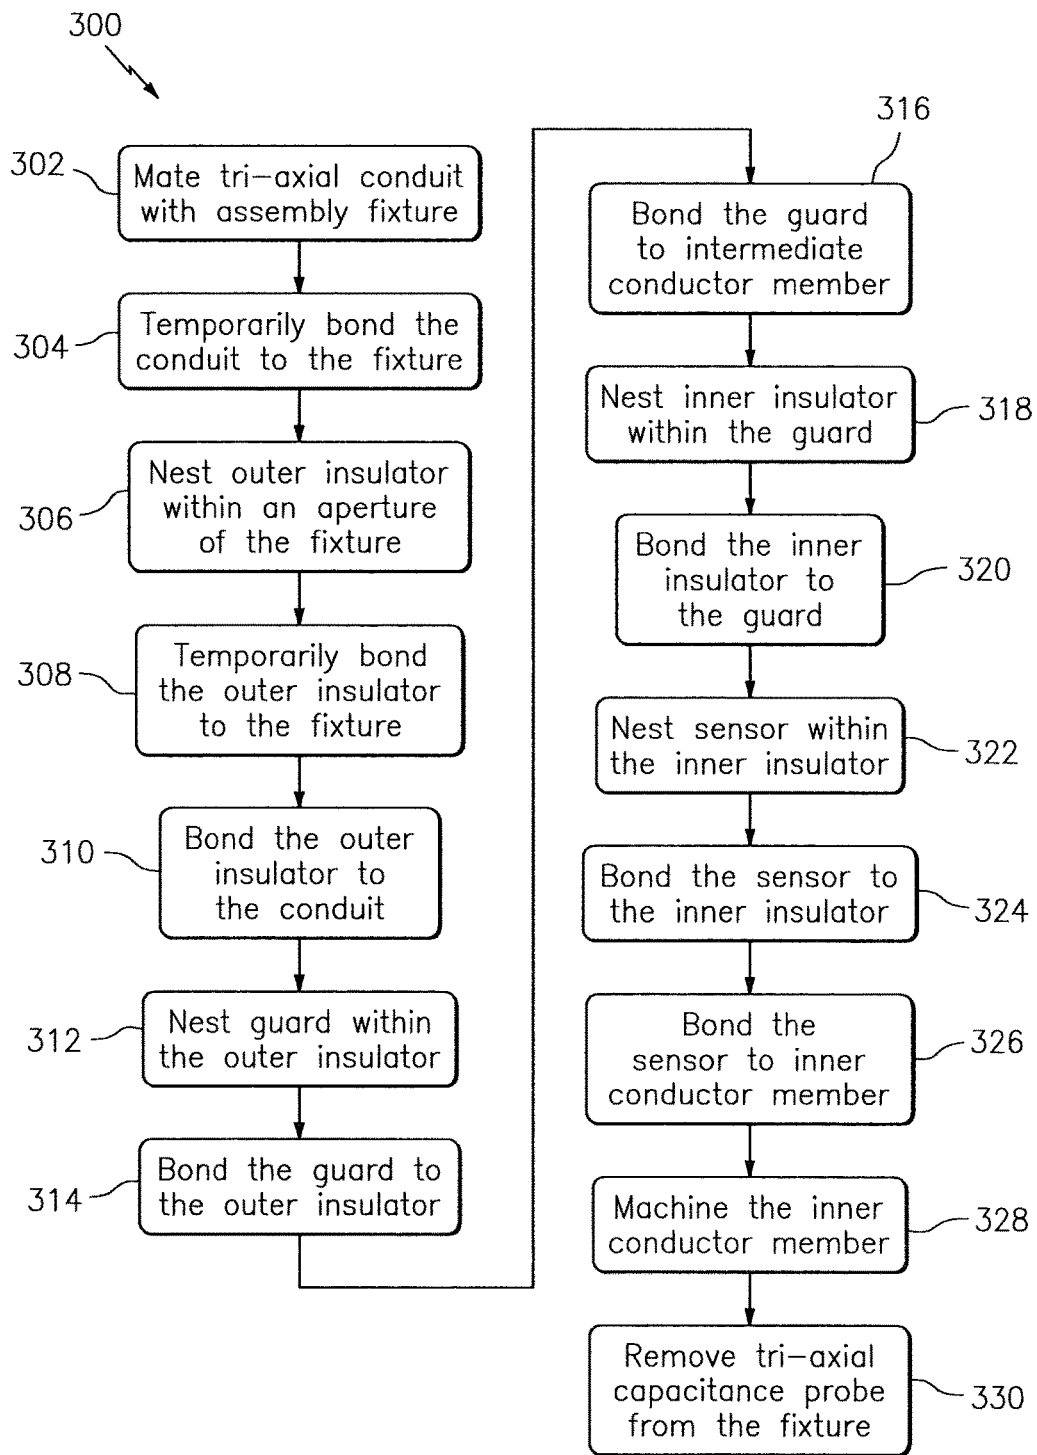 300
302
Mate tri-axial conduit
with assembly fixture
304
Temporarily bond the
conduit to the fixture
306
Nest outer insulator
within an aperture
of the fixture
308
Temporarily bond
the outer insulator
to the fixture
310
Bond the outer
insulator to
the conduit
312
Nest guard within
the outer insulator
314
Bond the guard to
the outer insulator
316
Bond the guard
to intermediate
conductor member
318
Nest inner insulator
within the guard
320
Bond the inner
insulator to
the guard
322
Nest sensor within
the inner insulator
324
Bond the sensor to
the inner insulator
326
Bond the
sensor to inner
conductor member
328
Machine the inner
conductor member
330
Remove tri-axial
capacitance probe
from the fixture